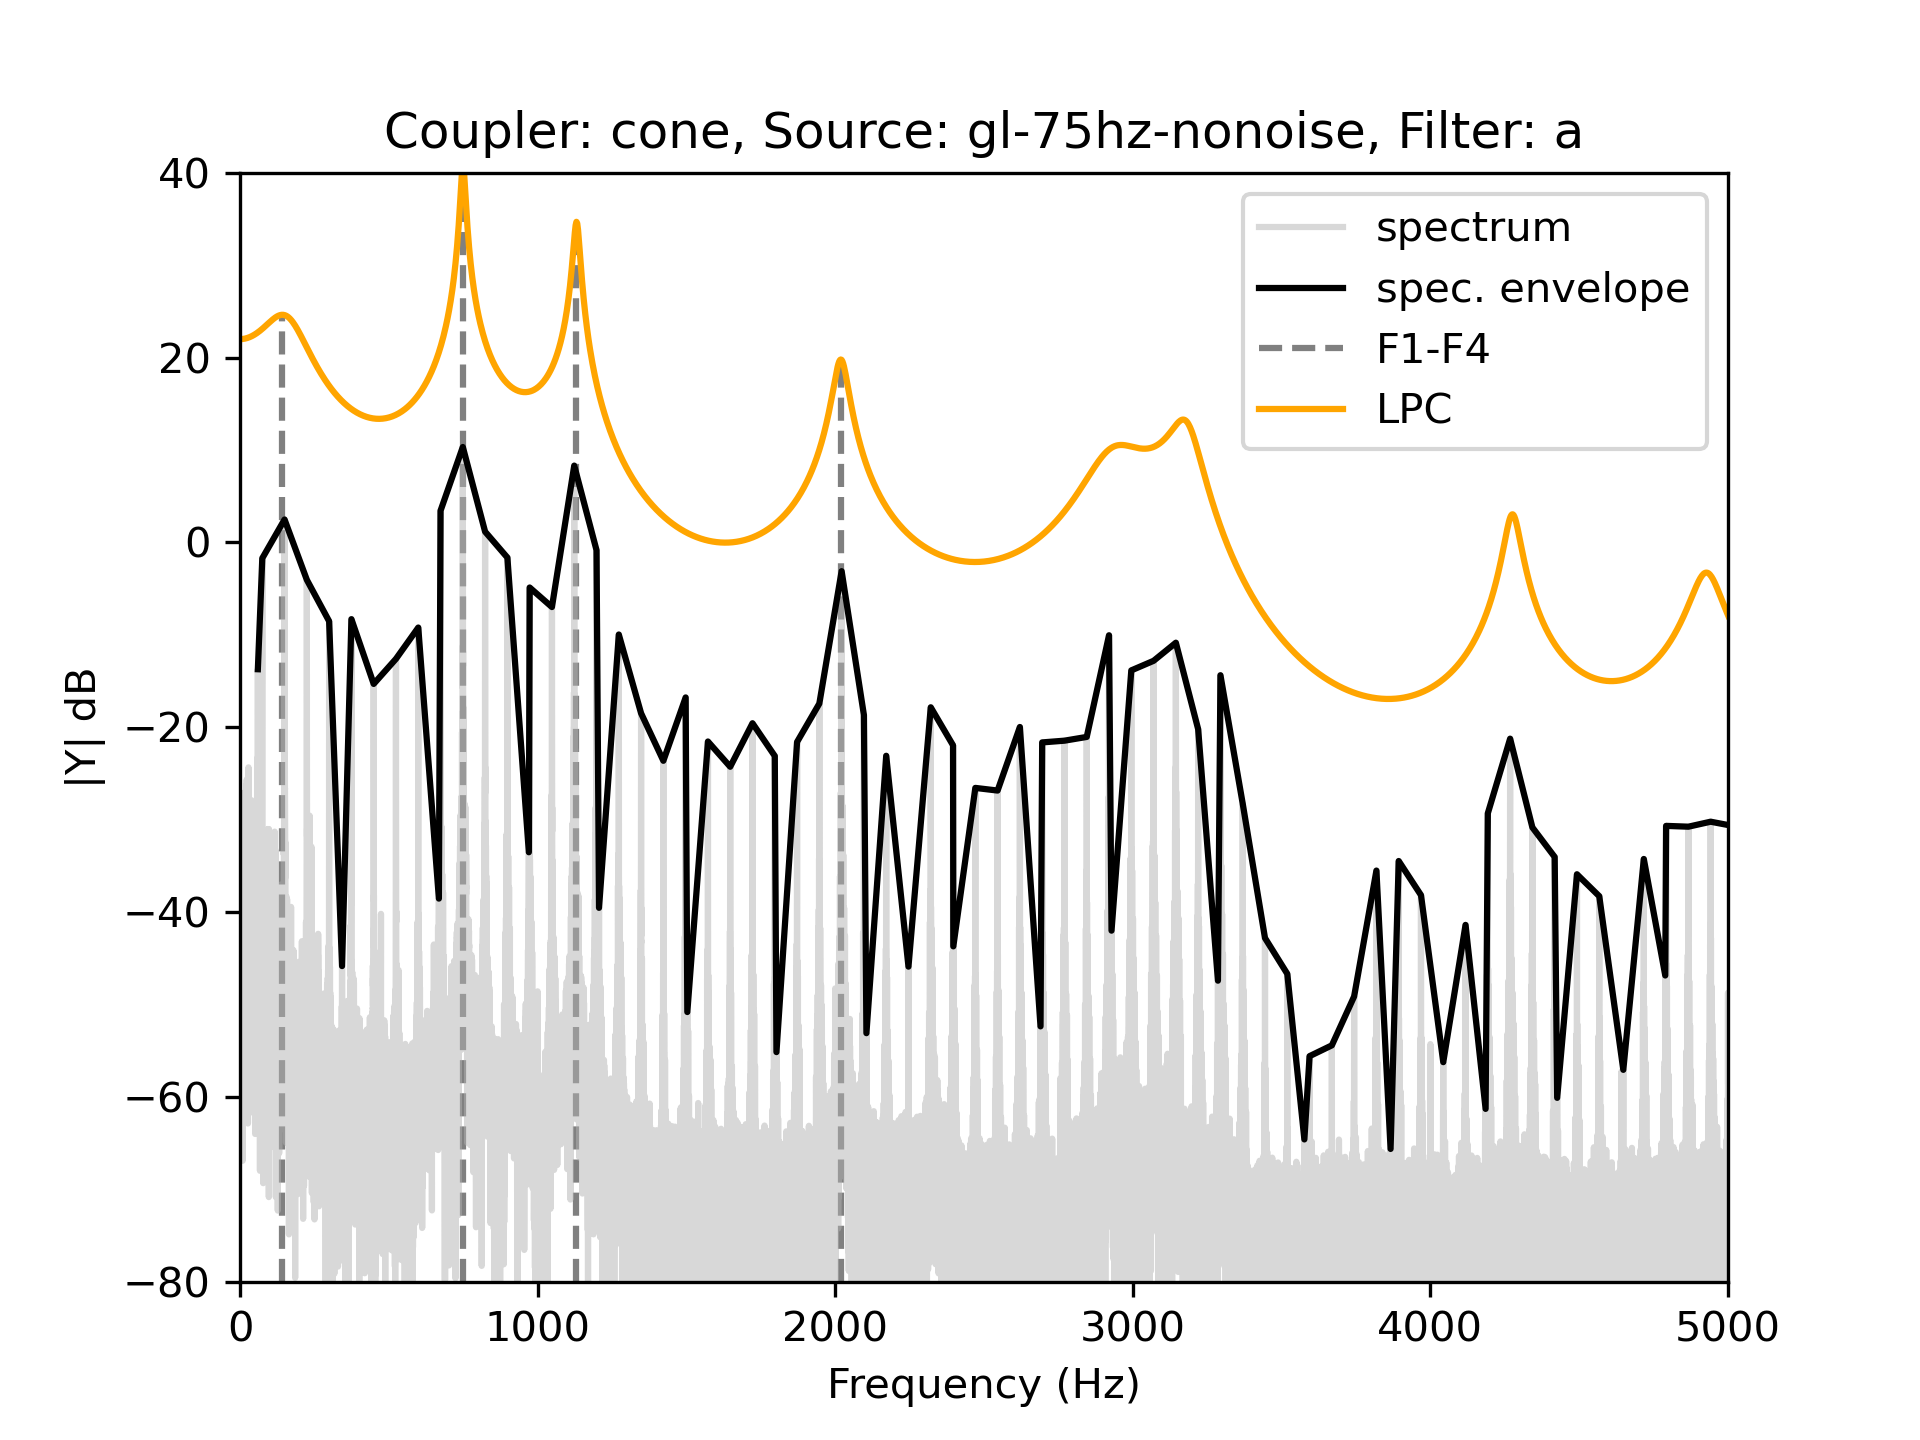 Coupler: cone, Source: gl-75hz-nonoise, Filter: a
40
20
0
−20
−40
−60
−80
|Y| dB
spectrum
spec. envelope
F1-F4
LPC
0 1000 2000 3000 4000 5000
Frequency (Hz)